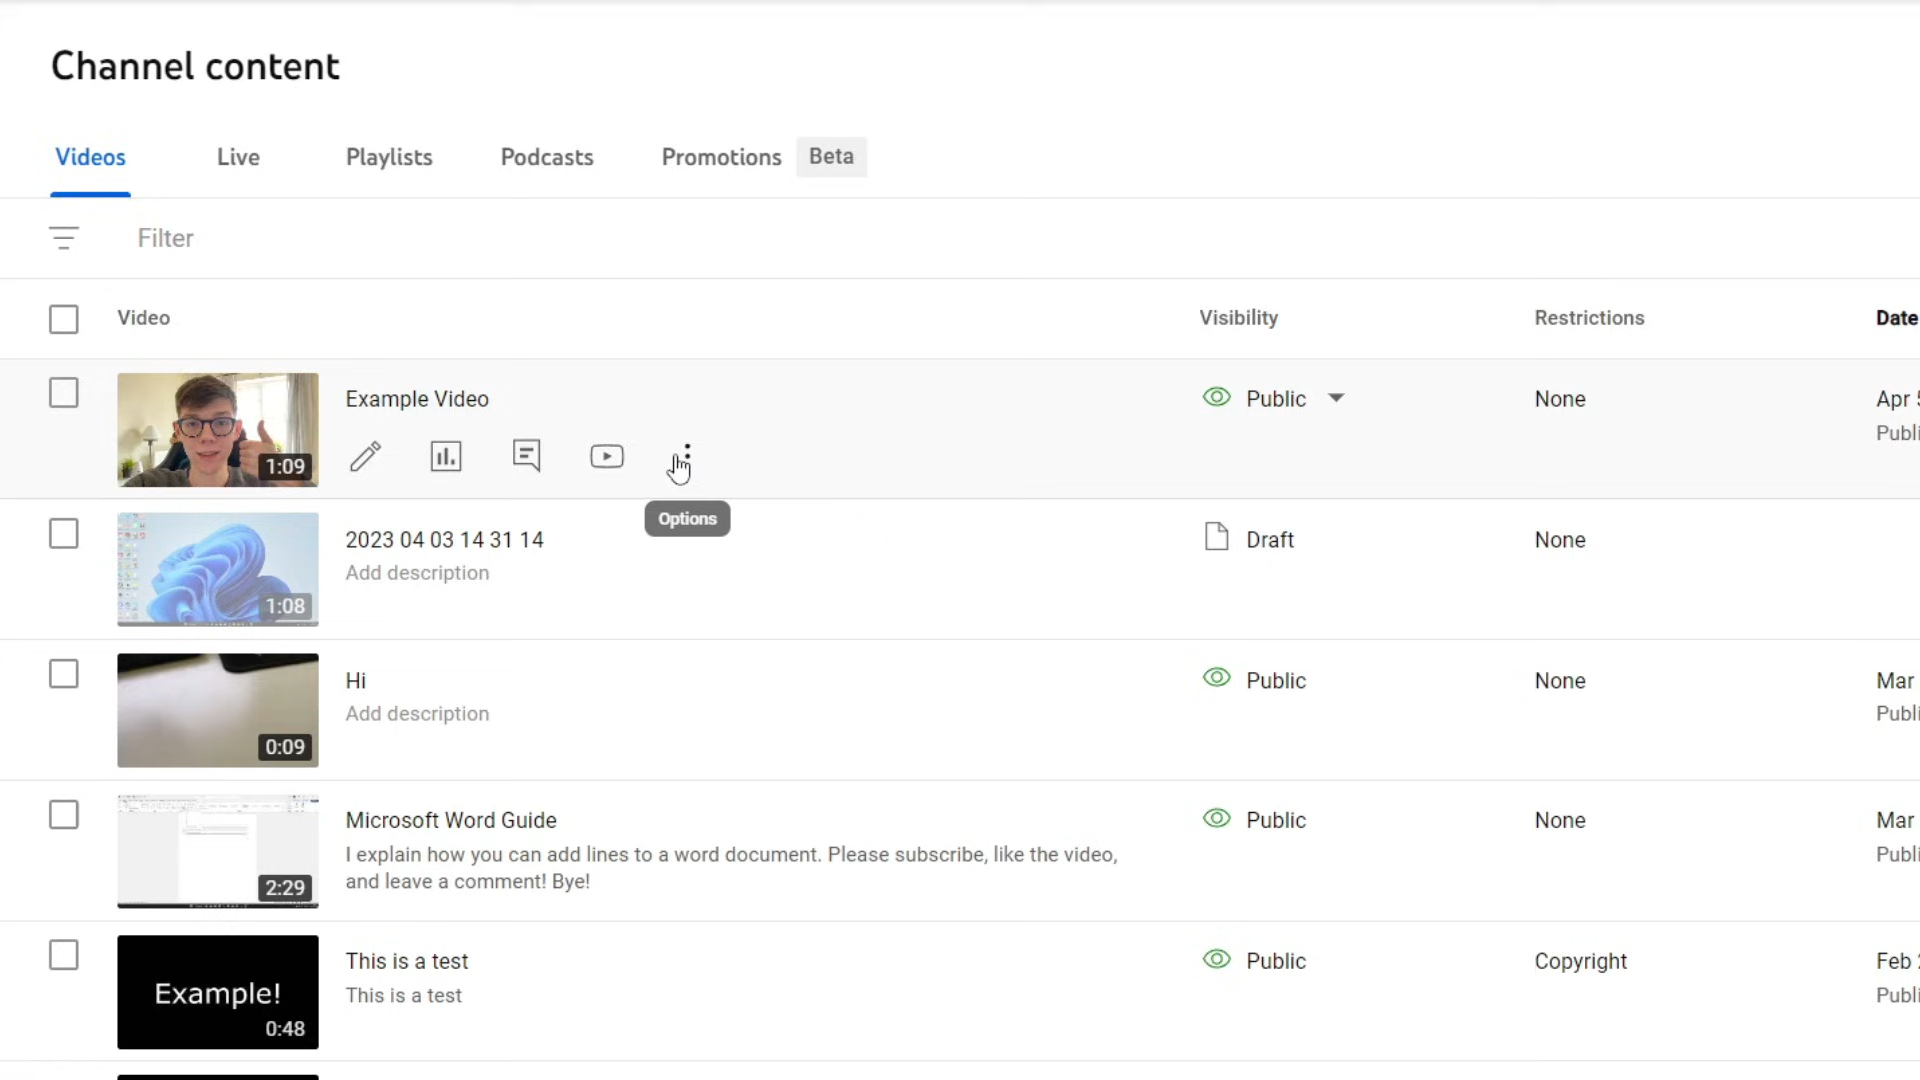 Channel content
Videos Live Playlists Podcasts Promotions Beta
Filter
Video Visibility Restrictions Date
Example Video Public None Apr
1:09 Options
2023 04 03 14 31 14 Draft None
Add description
1:08
Hi Public None Mar
Add description
0:09
Microsoft Word Guide Public None Mar
I explain how you can add lines to a word document. Please subscribe, like the video,
and leave a comment! Bye!
2:29
This is a test Public Copyright Feb
This is a test
Example!
0:48